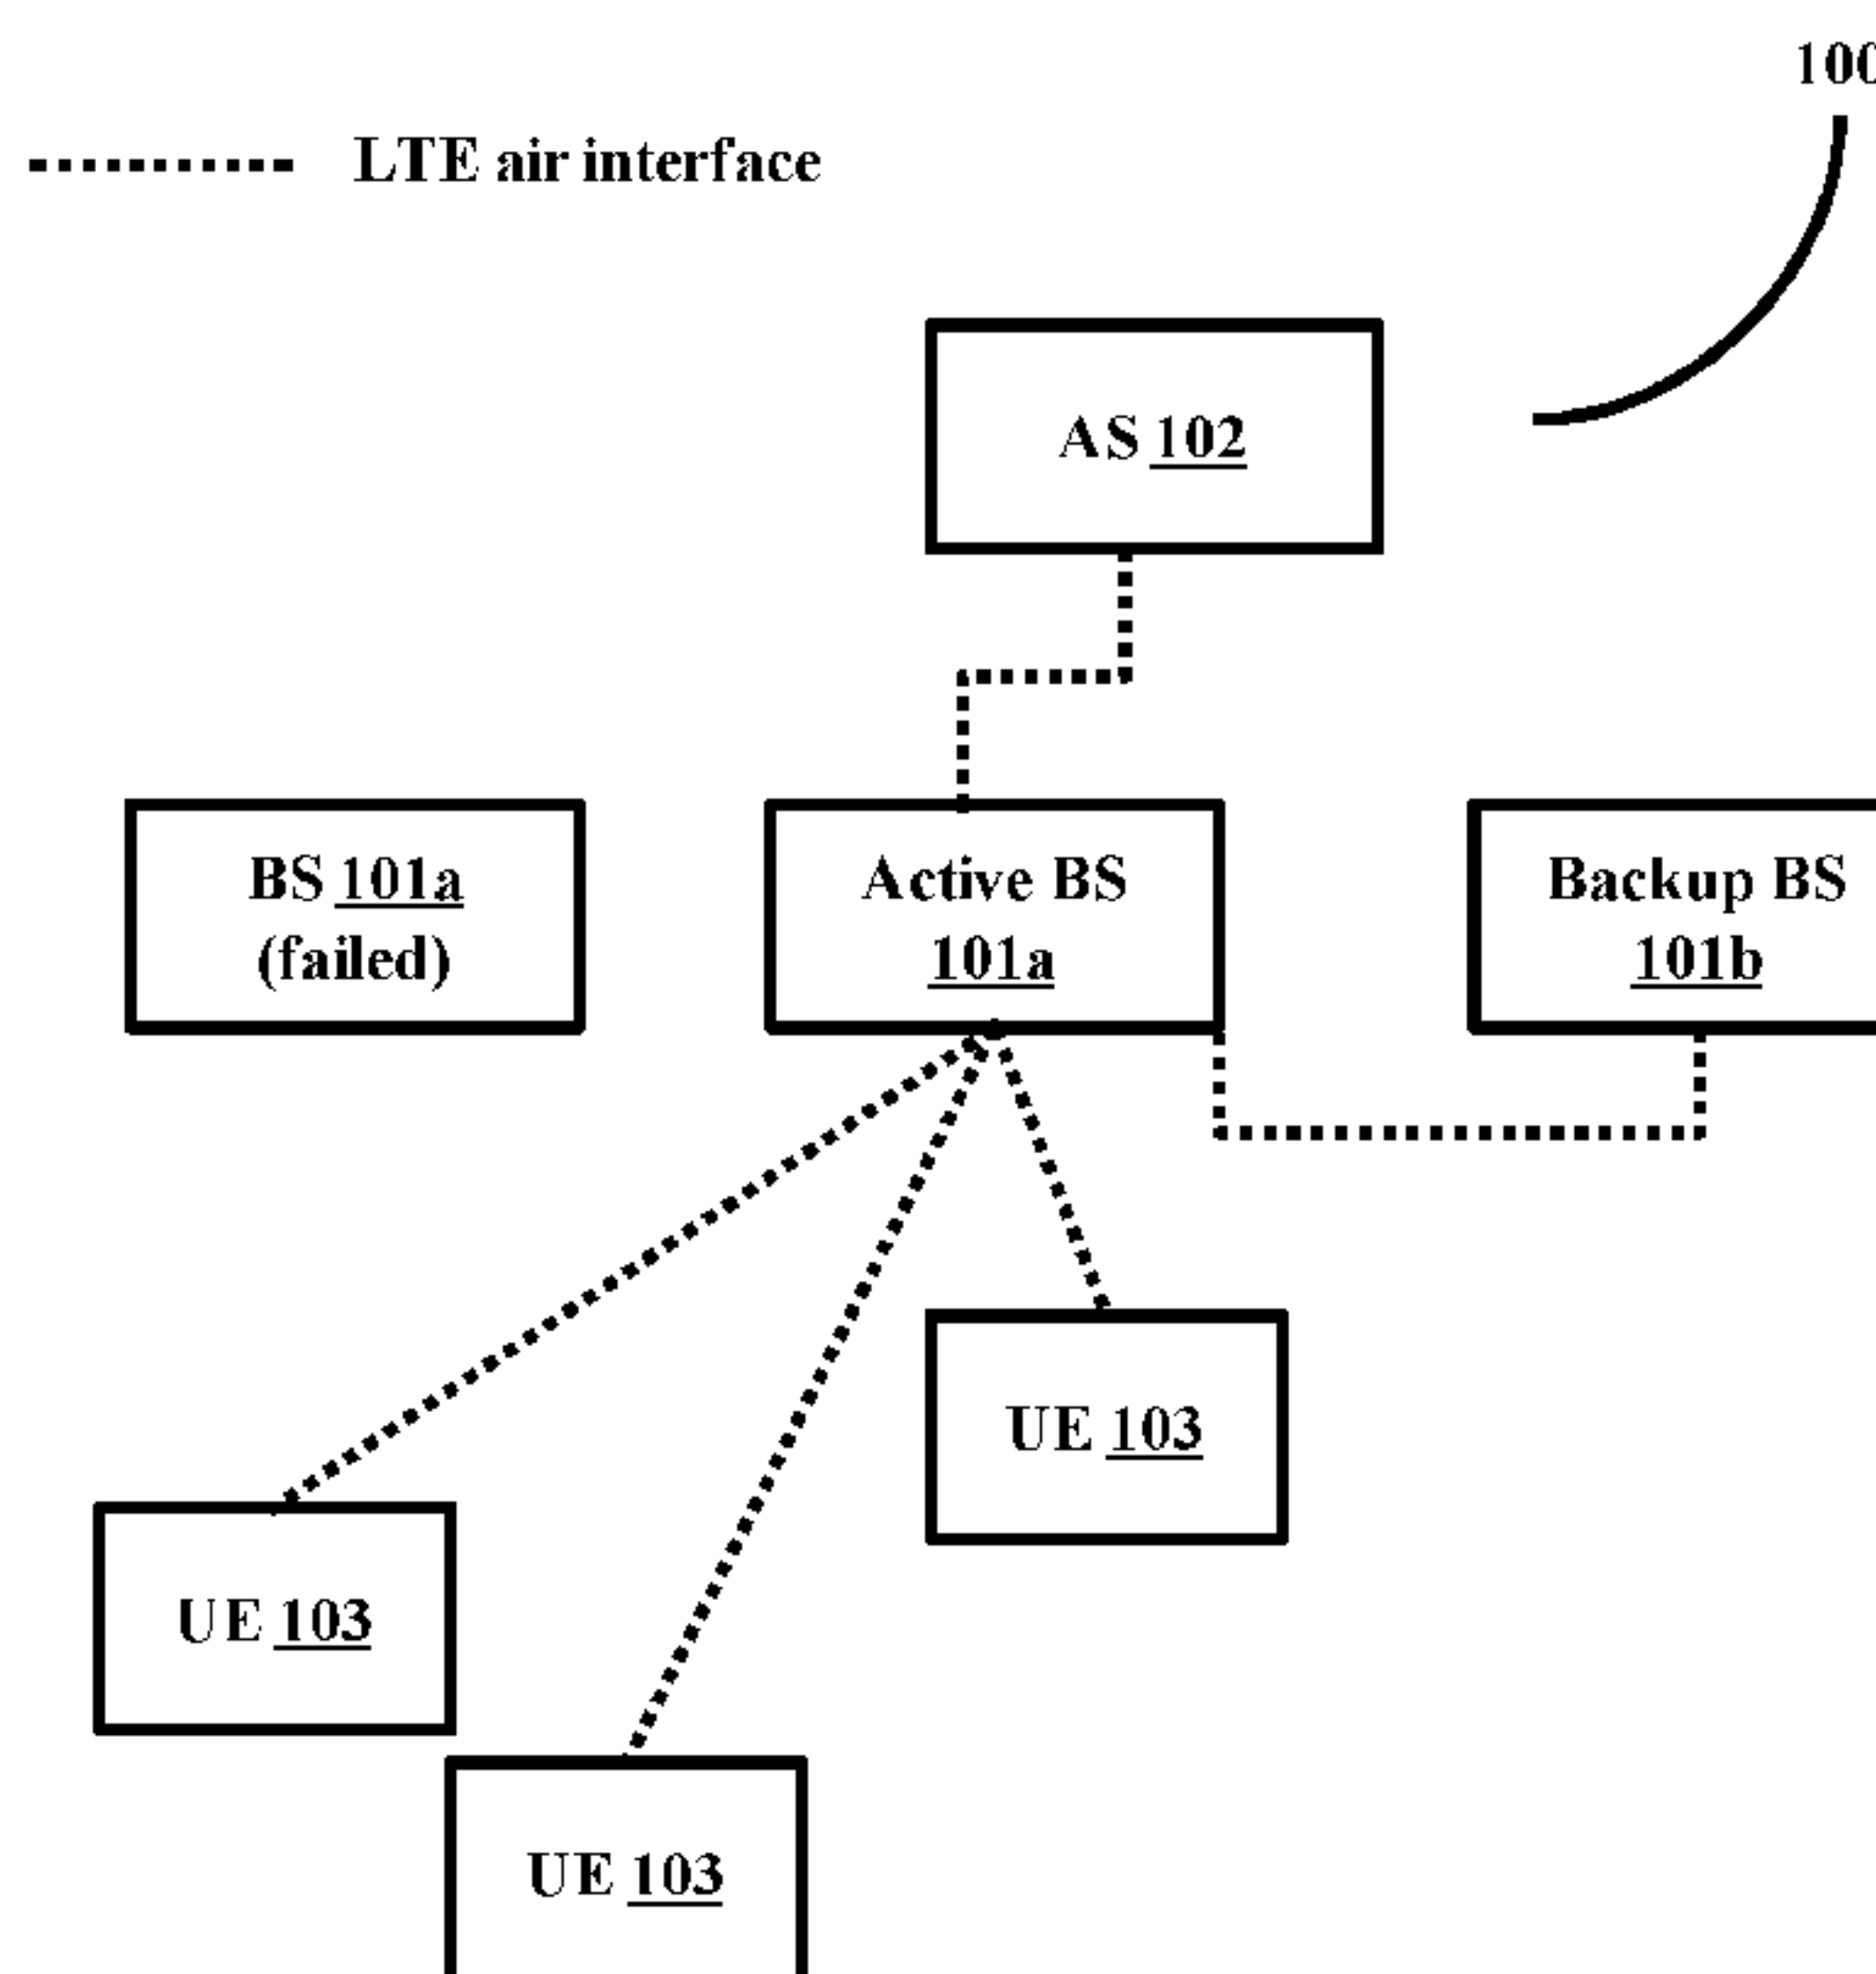 100
LTE air interface
AS 102
BS 101a
(failed)
Active BS
101a
Backup BS
101b
UE 103
UE 103
UE 103